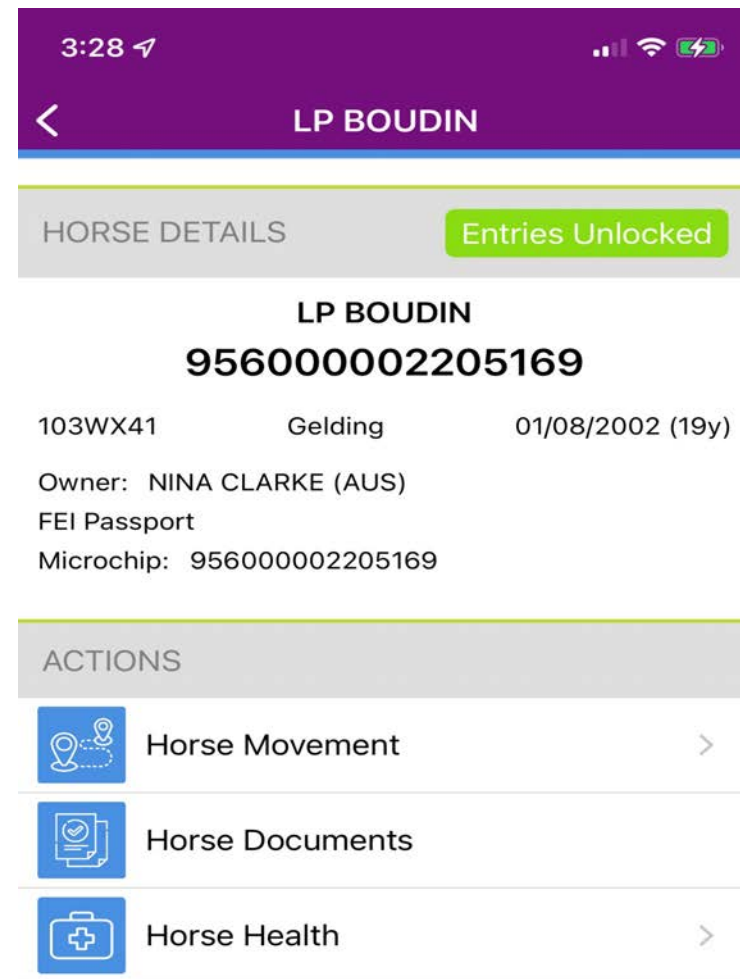 3:28
LP BOUDIN
HORSE DETAILS
Entries Unlocked
LP BOUDIN
956000002205169
103WX41 Gelding 01/08/2002 (19y)
Owner: NINA CLARKE (AUS)
FEI Passport
Microchip: 956000002205169
ACTIONS
Horse Movement
Horse Documents
Horse Health